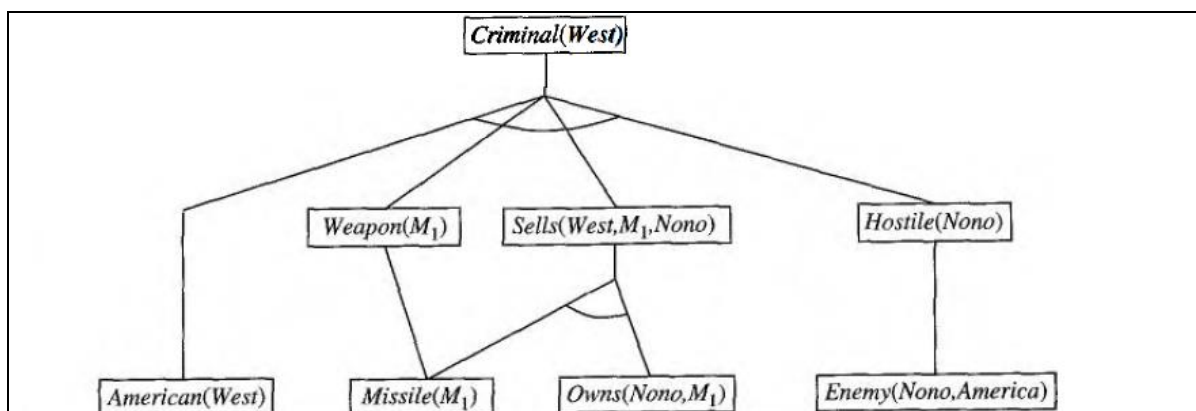 Criminal(West)
Weapon(M₁) Sells(West,M₁,Nono) Hostile(Nono)
American(West) Missile(M₁) Owns(Nono,M₁) Enemy(Nono,America)